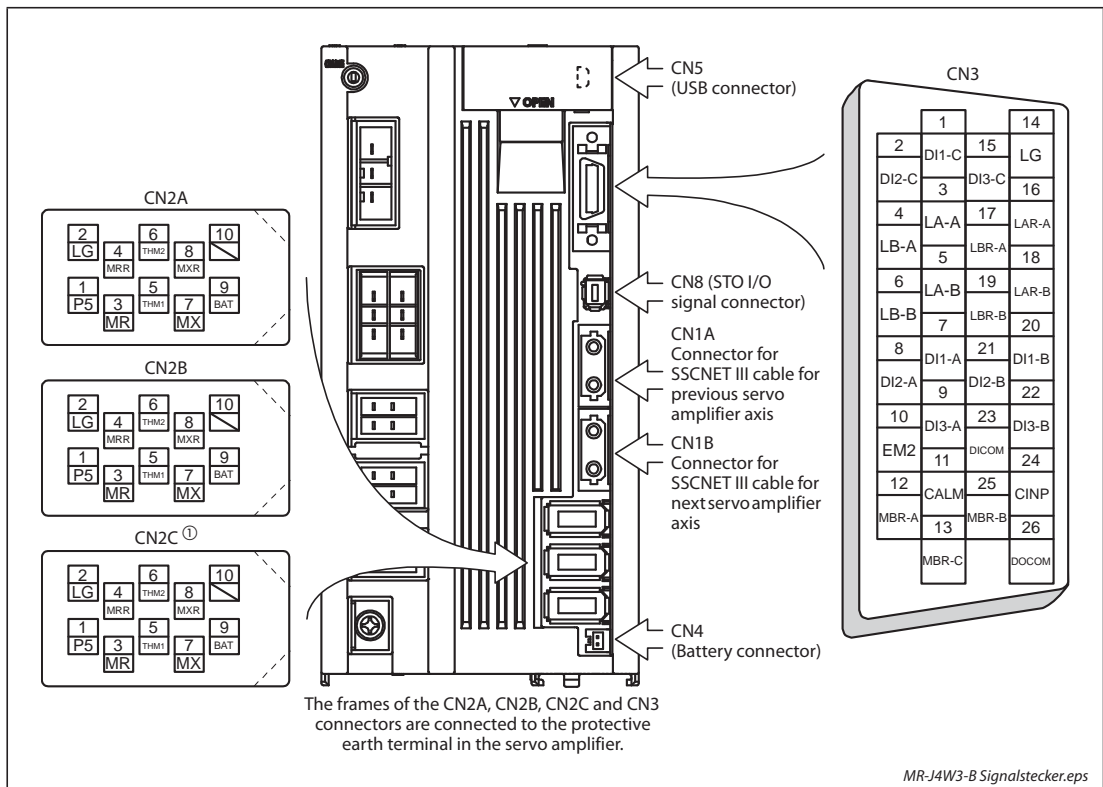 CN5
(USB connector)
▽ OPEN
CN3
1
14
2
DI1-C
15
LG
DI2-C
3
DI3-C
16
4
LA-A
17
LAR-A
LB-A
5
LBR-A
18
6
LA-B
19
LAR-B
LB-B
7
LBR-B
20
8
DI1-A
21
DI1-B
DI2-A
9
DI2-B
22
10
DI3-A
23
DI3-B
EM2
11
DICOM
24
12
CALM
25
CINP
MBR-A
13
MBR-B
26
MBR-C
DOCOM
CN2A
2 6 10
LG 4 THM2 8
MRR MXR
1 5 9
P5 3 THM1 7 BAT
MR MX
CN2B
2 6 10
LG 4 THM2 8
MRR MXR
1 5 9
P5 3 THM1 7 BAT
MR MX
CN2C ①
2 6 10
LG 4 THM2 8
MRR MXR
1 5 9
P5 3 THM1 7 BAT
MR MX
CN8 (STO I/O
signal connector)
CN1A
Connector for
SSCNET III cable for
previous servo
amplifier axis
CN1B
Connector for
SSCNET III cable for
next servo amplifier
axis
CN4
(Battery connector)
The frames of the CN2A, CN2B, CN2C and CN3
connectors are connected to the protective
earth terminal in the servo amplifier.
MR-J4W3-B Signalstecker.eps